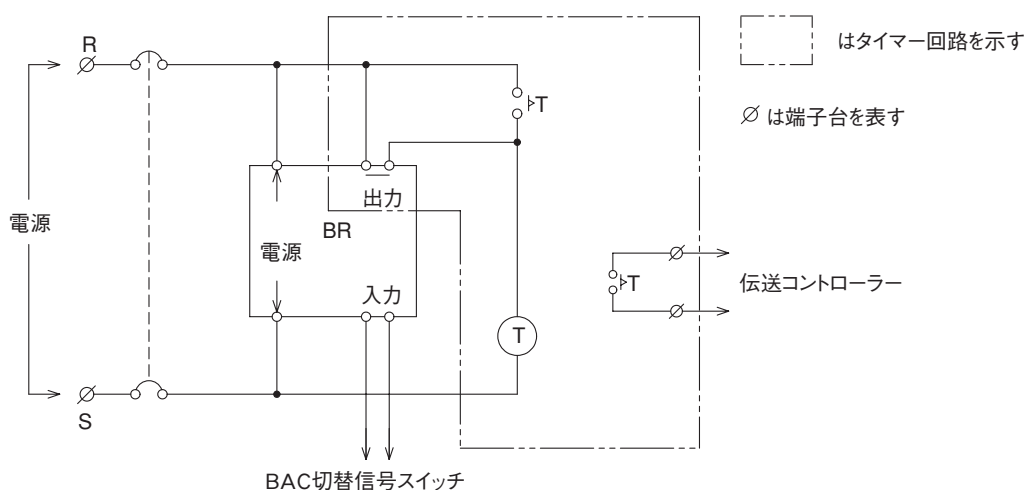 R
はタイマー回路を示す
T
は端子台を表す
出力
電源
BR
電源
T
伝送コントローラー
入力
T
S
BAC切替信号スイッチ